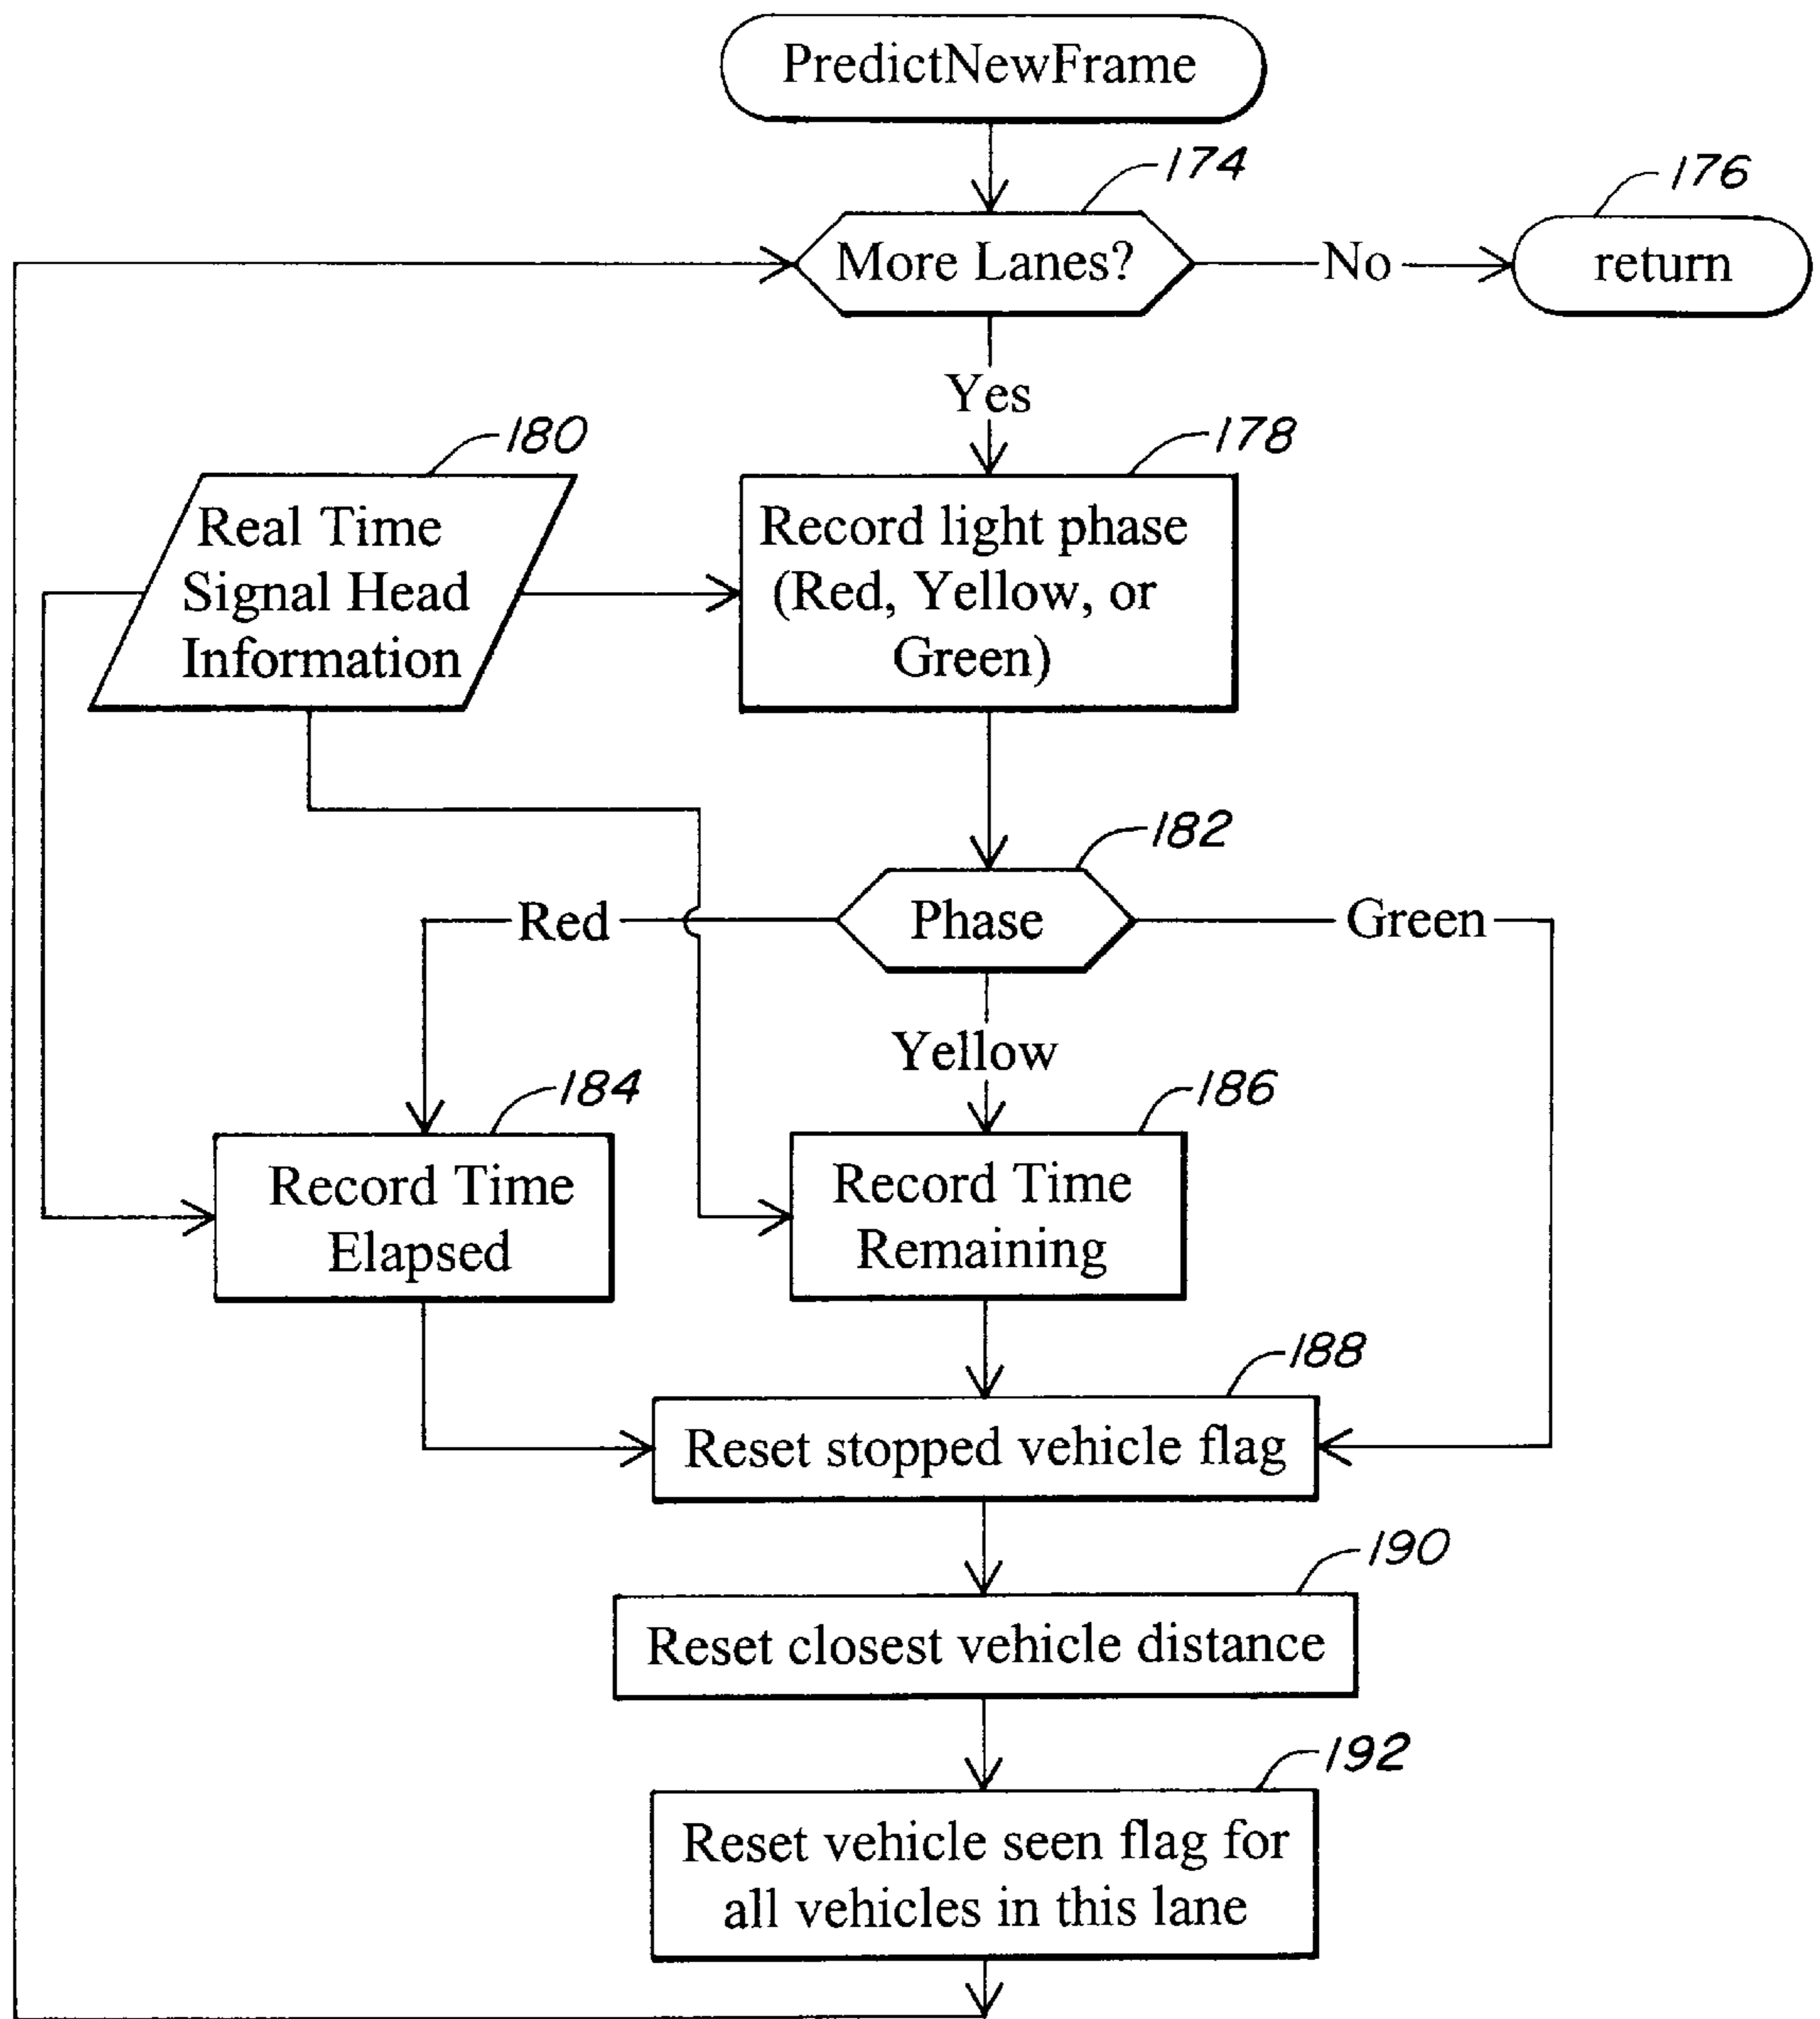 PredictNewFrame
174
176
More Lanes?
No
return
Yes
180
178
Real Time
Signal Head
Information
Record light phase
(Red, Yellow, or
Green)
182
Red
Phase
Green
Yellow
184
186
Record Time
Elapsed
Record Time
Remaining
188
Reset stopped vehicle flag
190
Reset closest vehicle distance
192
Reset vehicle seen flag for
all vehicles in this lane